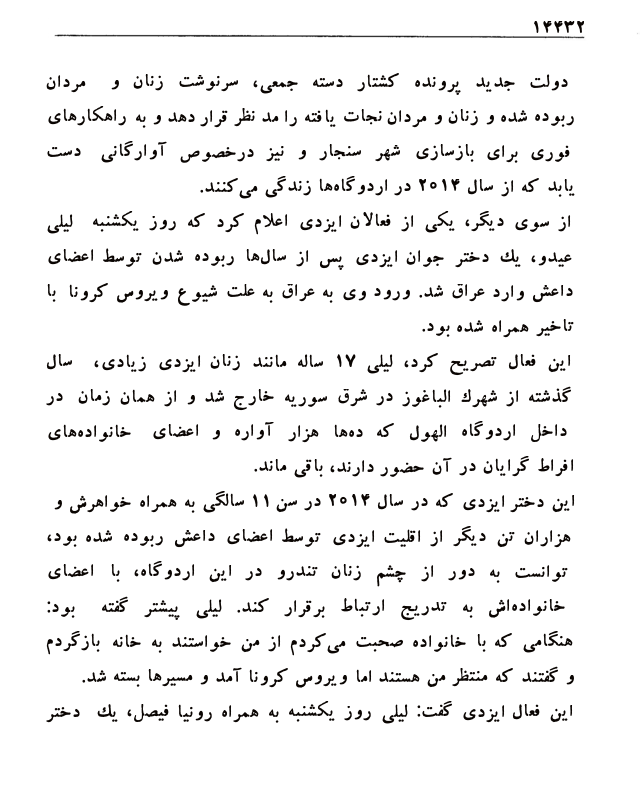 ۱۴۴۳۲
دولت جدید پرونده کشتار دسته جمعی، سرنوشت زنان و مردان
ربوده شده و زنان و مردان نجات یافته را مد نظر قرار دهد و به راهکارهای
فوری برای بازسازی شهر سنجار و نیز درخصوص آوارگانی دست
یابد که از سال ۲۰۱۴ در اردوگاه‌ها زندگی می‌کنند.
از سوی دیگر، یکی از فعالان ایزدی اعلام کرد که روز یکشنبه لیلی
عیدو، یك دختر جوان ایزدی پس از سال‌ها ربوده شدن توسط اعضای
داعش وارد عراق شد. ورود وی به عراق به علت شیوع ویروس کرونا با
تاخیر همراه شده بود.
این فعال تصریح کرد، لیلی ۱۷ ساله مانند زنان ایزدی زیادی، سال
گذشته از شهرك الباغوز در شرق سوریه خارج شد و از همان زمان در
داخل اردوگاه الهول که ده‌ها هزار آواره و اعضای خانواده‌های
افراط گرایان در آن حضور دارند، باقی ماند.
این دختر ایزدی که در سال ۲۰۱۴ در سن ۱۱ سالگی به همراه خواهرش و
هزاران تن دیگر از اقلیت ایزدی توسط اعضای داعش ربوده شده بود،
توانست به دور از چشم زنان تندرو در این اردوگاه، با اعضای
خانواده‌اش به تدریج ارتباط برقرار کند. لیلی پیشتر گفته بود:
هنگامی که با خانواده صحبت می‌کردم از من خواستند به خانه بازگردم
و گفتند که منتظر من هستند اما ویروس کرونا آمد و مسیرها بسته شد.
این فعال ایزدی گفت: لیلی روز یکشنبه به همراه رونیا فیصل، یك دختر